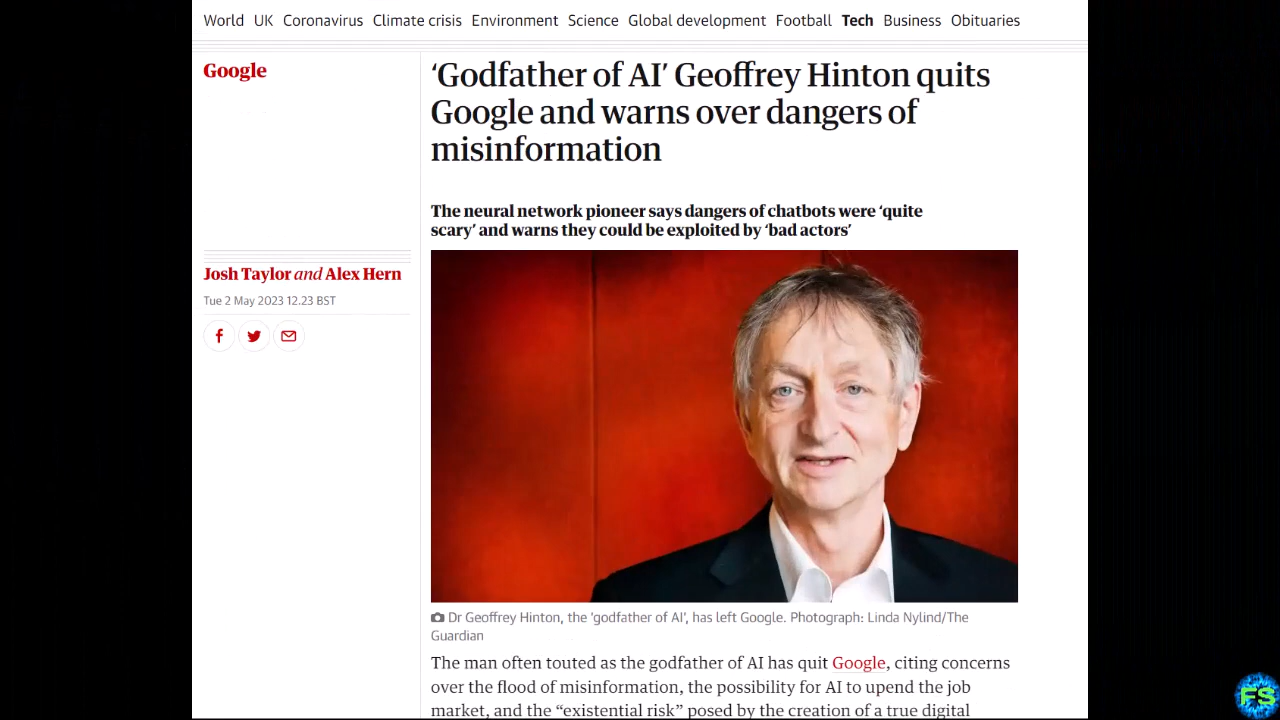 World UK Coronavirus Climate crisis Environment Science Global development Football Tech Business Obituaries
Google
‘Godfather of AI’ Geoffrey Hinton quits
Google and warns over dangers of
misinformation
The neural network pioneer says dangers of chatbots were ‘quite
scary’ and warns they could be exploited by ‘bad actors’
Josh Taylor and Alex Hern
Tue 2 May 2023 12.23 BST
Dr Geoffrey Hinton, the ‘godfather of AI’, has left Google. Photograph: Linda Nylind/The
Guardian
The man often touted as the godfather of AI has quit Google, citing concerns
over the flood of misinformation, the possibility for AI to upend the job
market, and the “existential risk” posed by the creation of a true digital
FS